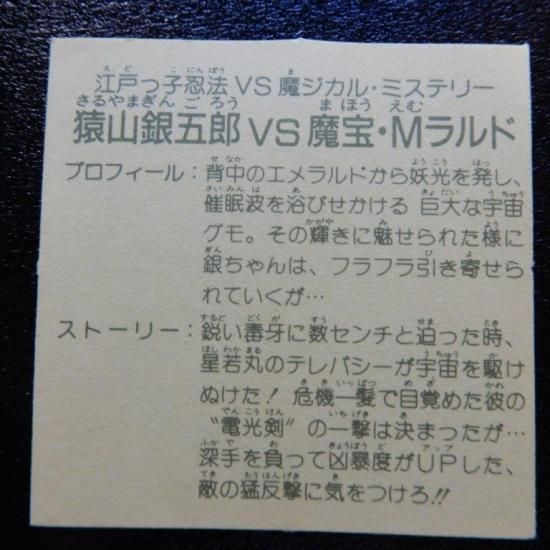 江戸っ子忍法VS魔ジカル・ミステリー
猿山銀五郎VS魔宝・Mラルド
プロフィール：背中のエメラルドから妖光を発し、
催眠波を浴びせかける 巨大な宇宙
グモ。その輝きに魅せられた様に
銀ちゃんは、フラフラ引き寄せら
れていくが…
ストーリー：鋭い毒牙に数センチと迫った時、
星若丸のテレパシーが宇宙を駆け
ぬけた！ 危機一髪で目覚めた彼の
〝電光剣〟の一撃は決まったが…
深手を負って凶暴度がUPした、
敵の猛反撃に気をつけろ!!